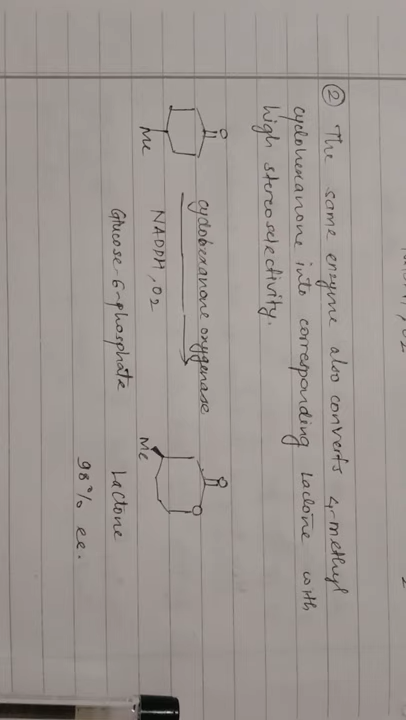 ② The same enzyme also converts 4-methyl
cyclohexanone into corresponding lactone with
high stereoselectivity.
O
Me
cyclohexanone oxygenase
NADPH, O2
Glucose-6-phosphate
O
O
Me
Lactone
98% ee.